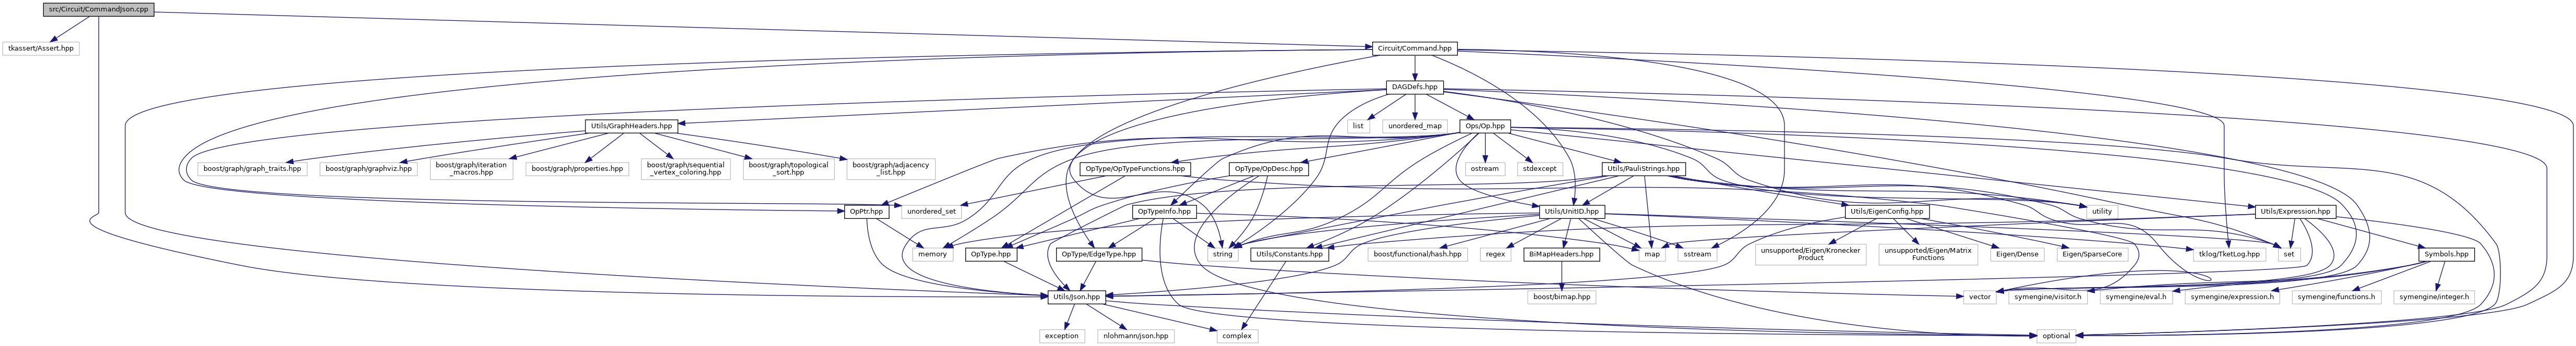 src/Circuit/CommandJson.cpp
tkassert/Assert.hpp
Circuit/Command.hpp
DAGDefs.hpp
Utils/GraphHeaders.hpp
list
unordered_map
Ops/Op.hpp
boost/graph/graph_traits.hpp
boost/graph/graphviz.hpp
boost/graph/iteration
_macros.hpp
boost/graph/properties.hpp
boost/graph/sequential
_vertex_coloring.hpp
boost/graph/topological
_sort.hpp
boost/graph/adjacency
_list.hpp
OpType/OpTypeFunctions.hpp
OpType/OpDesc.hpp
ostream
stdexcept
Utils/PauliStrings.hpp
OpPtr.hpp
unordered_set
OpTypeInfo.hpp
Utils/UnitID.hpp
Utils/EigenConfig.hpp
utility
Utils/Expression.hpp
memory
OpType.hpp
OpType/EdgeType.hpp
string
Utils/Constants.hpp
boost/functional/hash.hpp
regex
BiMapHeaders.hpp
map
sstream
unsupported/Eigen/Kronecker
Product
unsupported/Eigen/Matrix
Functions
Eigen/Dense
Eigen/SparseCore
tklog/TketLog.hpp
set
Symbols.hpp
Utils/Json.hpp
boost/bimap.hpp
vector
symengine/visitor.h
symengine/eval.h
symengine/expression.h
symengine/functions.h
symengine/integer.h
exception
nlohmann/json.hpp
complex
optional